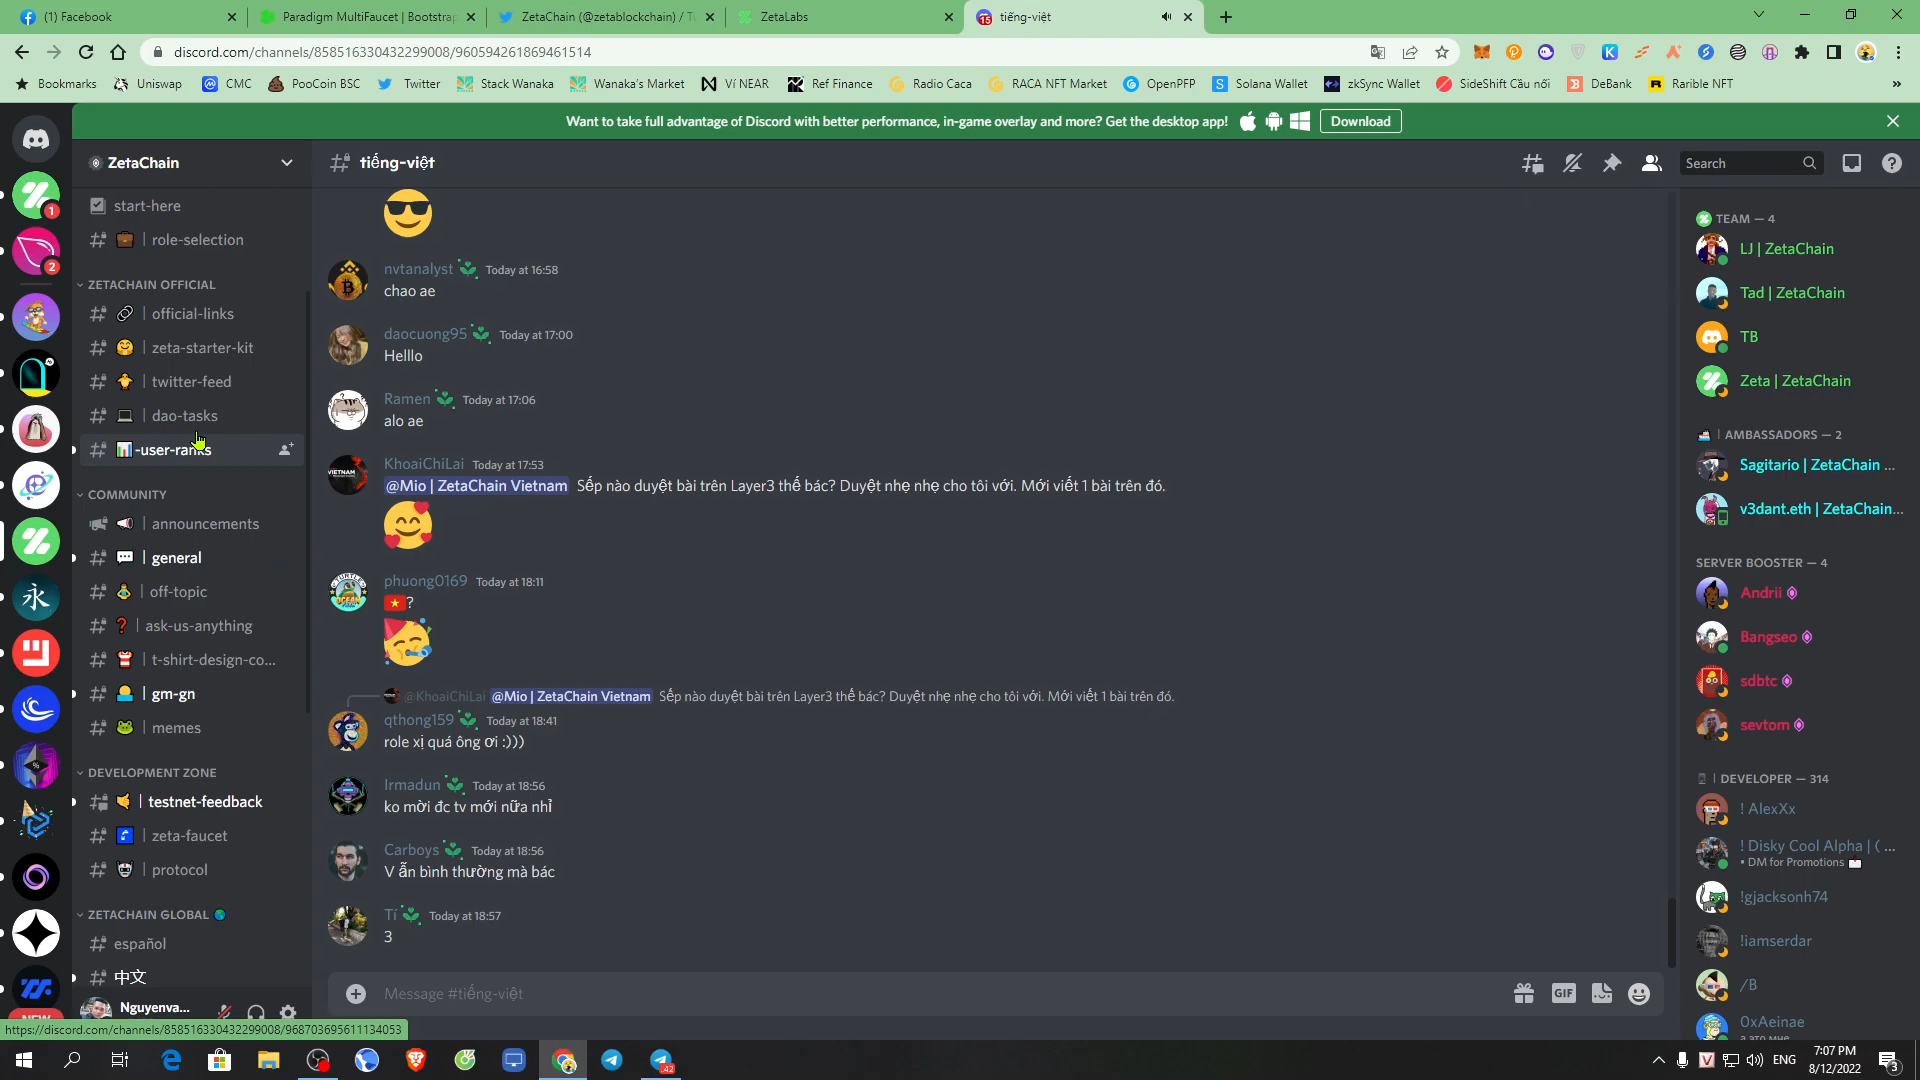 (1) Facebook
Paradigm MultiFaucet | Bootstrap
ZetaChain (@zetablockchain) / Tw
ZetaLabs
15
tiếng-việt
discord.com/channels/858516330432299008/960594261869461514
Bookmarks
Uniswap
CMC
PooCoin BSC
Twitter
Stack Wanaka
Wanaka's Market
Ví NEAR
Ref Finance
Radio Caca
RACA NFT Market
OpenPFP
Solana Wallet
zkSync Wallet
SideShift Cầu nối
DeBank
Rarible NFT
»
Want to take full advantage of Discord with better performance, in-game overlay and more? Get the desktop app!
Download
1
2
ZetaChain
start-here
role-selection
ZETACHAIN OFFICIAL
official-links
zeta-starter-kit
twitter-feed
dao-tasks
-user-ranks
COMMUNITY
announcements
general
off-topic
ask-us-anything
t-shirt-design-co...
gm-gn
memes
DEVELOPMENT ZONE
testnet-feedback
zeta-faucet
protocol
ZETACHAIN GLOBAL
español
中文
永
NEW
Nguyenva...
https://discord.com/channels/858516330432299008/968703695611134053
tiếng-việt
Search
nvtanalyst Today at 16:58
chao ae
daocuong95 Today at 17:00
Helllo
Ramen Today at 17:06
alo ae
VIETNAM
KhoaiChiLai Today at 17:53
@Mio | ZetaChain Vietnam Sếp nào duyệt bài trên Layer3 thế bác? Duyệt nhẹ nhẹ cho tôi với. Mới viết 1 bài trên đó.
phuong0169 Today at 18:11
?
@KhoaiChiLai @Mio | ZetaChain Vietnam Sếp nào duyệt bài trên Layer3 thế bác? Duyệt nhẹ nhẹ cho tôi với. Mới viết 1 bài trên đó.
qthong159 Today at 18:41
role xị quá ông ơi :)))
Irmadun Today at 18:56
ko mời đc tv mới nữa nhỉ
Carboys Today at 18:56
V ẫn bình thường mà bác
Tí Today at 18:57
3
Message #tiếng-việt
GIF
TEAM — 4
LJ | ZetaChain
Tad | ZetaChain
TB
Zeta | ZetaChain
| AMBASSADORS — 2
Sagitario | ZetaChain ...
v3dant.eth | ZetaChain...
SERVER BOOSTER — 4
Andrii
Bangseo
sdbtc
sevtom
| DEVELOPER — 314
! AlexXx
! Disky Cool Alpha | ( ...
• DM for Promotions
!gjacksonh74
!iamserdar
/B
0xAeinae
42
ENG
7:07 PM
8/12/2022
3